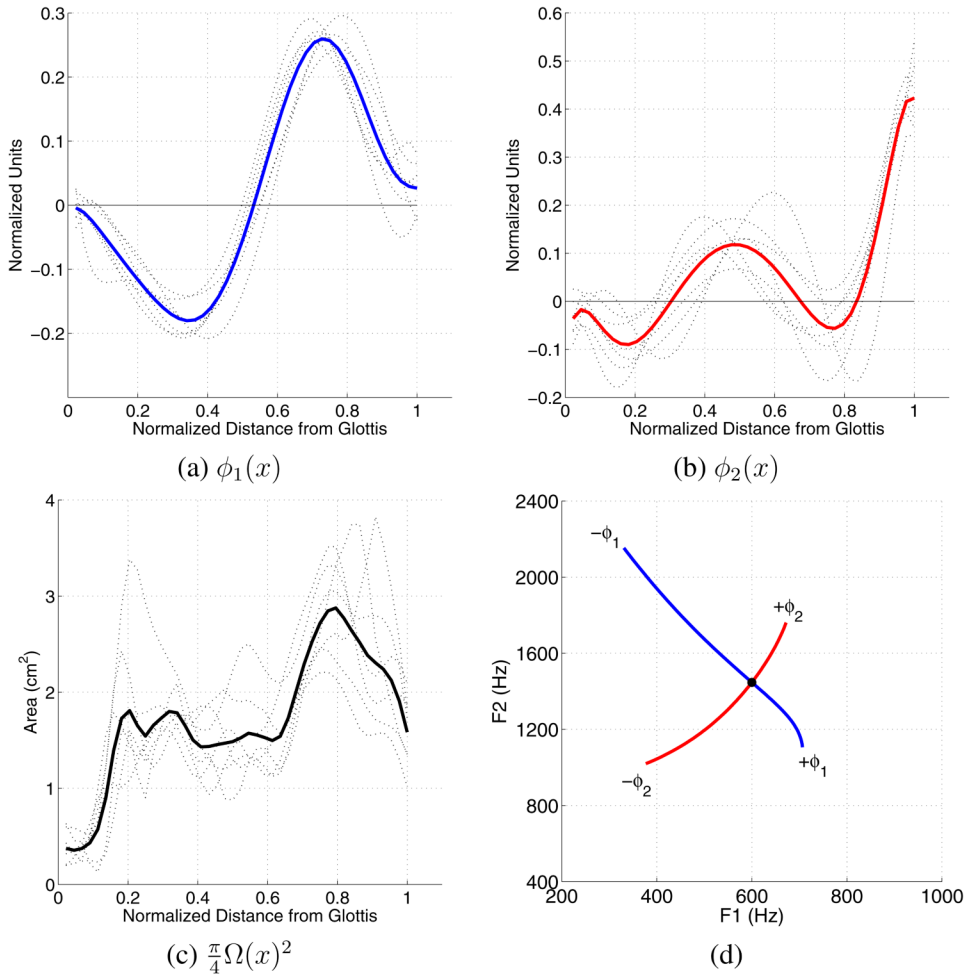 0.3
0.2
0.1
0
−0.1
−0.2
Normalized Units
0 0.2 0.4 0.6 0.8 1
Normalized Distance from Glottis
(a) ϕ₁(x)
0.6
0.5
0.4
0.3
0.2
0.1
0
−0.1
−0.2
Normalized Units
0 0.2 0.4 0.6 0.8 1
Normalized Distance from Glottis
(b) ϕ₂(x)
4
3
2
1
0
Area (cm²)
0 0.2 0.4 0.6 0.8 1
Normalized Distance from Glottis
(c) π/4 Ω(x)²
2400
2000
1600
1200
800
400
F2 (Hz)
−ϕ₁
+ϕ₂
−ϕ₂
+ϕ₁
200 400 600 800 1000
F1 (Hz)
(d)